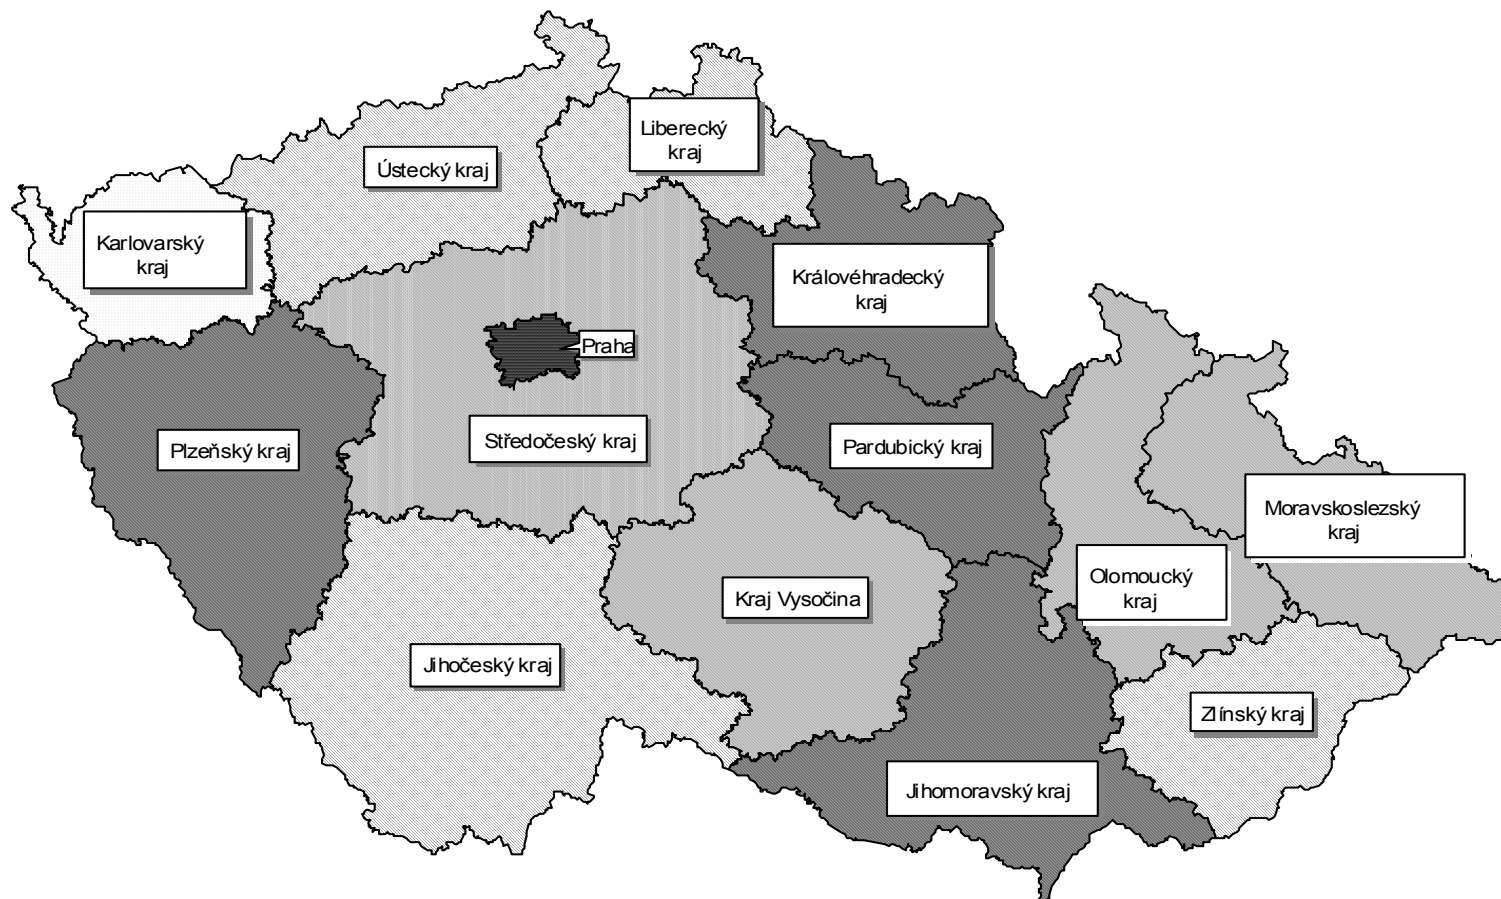 Liberecký
kraj
Ústecký kraj
Karlovarský
kraj
Královéhradecký
kraj
Praha
Plzeňský kraj
Středočeský kraj
Pardubický kraj
Moravskoslezský
kraj
Olomoucký
kraj
Kraj Vysočina
Jihočeský kraj
Zlínský kraj
Jihomoravský kraj